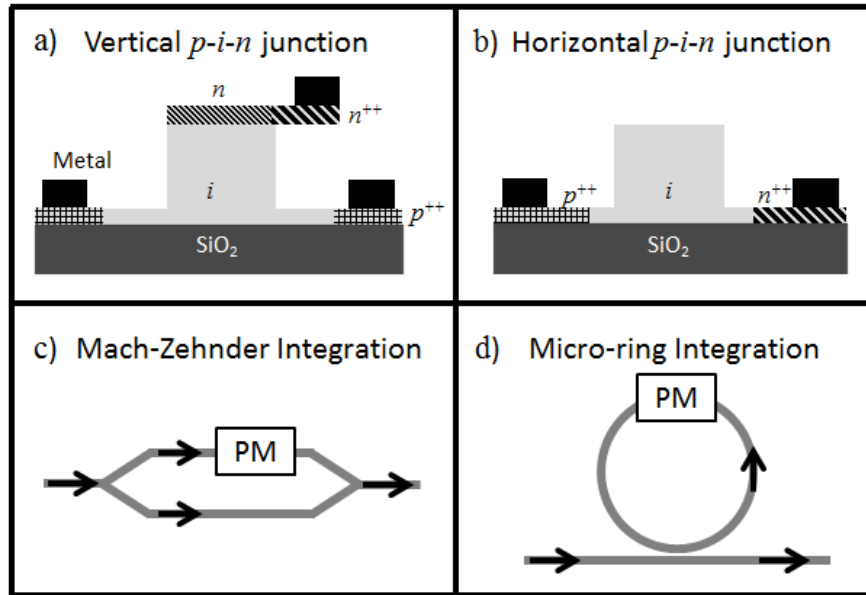 a) Vertical p-i-n junction
n
n++
Metal
i
p++
SiO₂
b) Horizontal p-i-n junction
p++
i
n++
SiO₂
c) Mach-Zehnder Integration
PM
d) Micro-ring Integration
PM